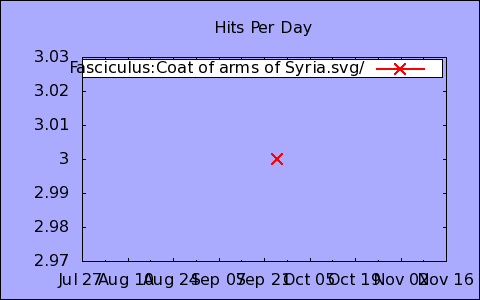 Hits Per Day
3.03
Fasciculus:Coat of arms of Syria.svg/
3.02
3.01
3
2.99
2.98
2.97
Jul 27 Aug 10 Aug 24 Sep 07 Sep 21 Oct 05 Oct 19 Nov 02 Nov 16